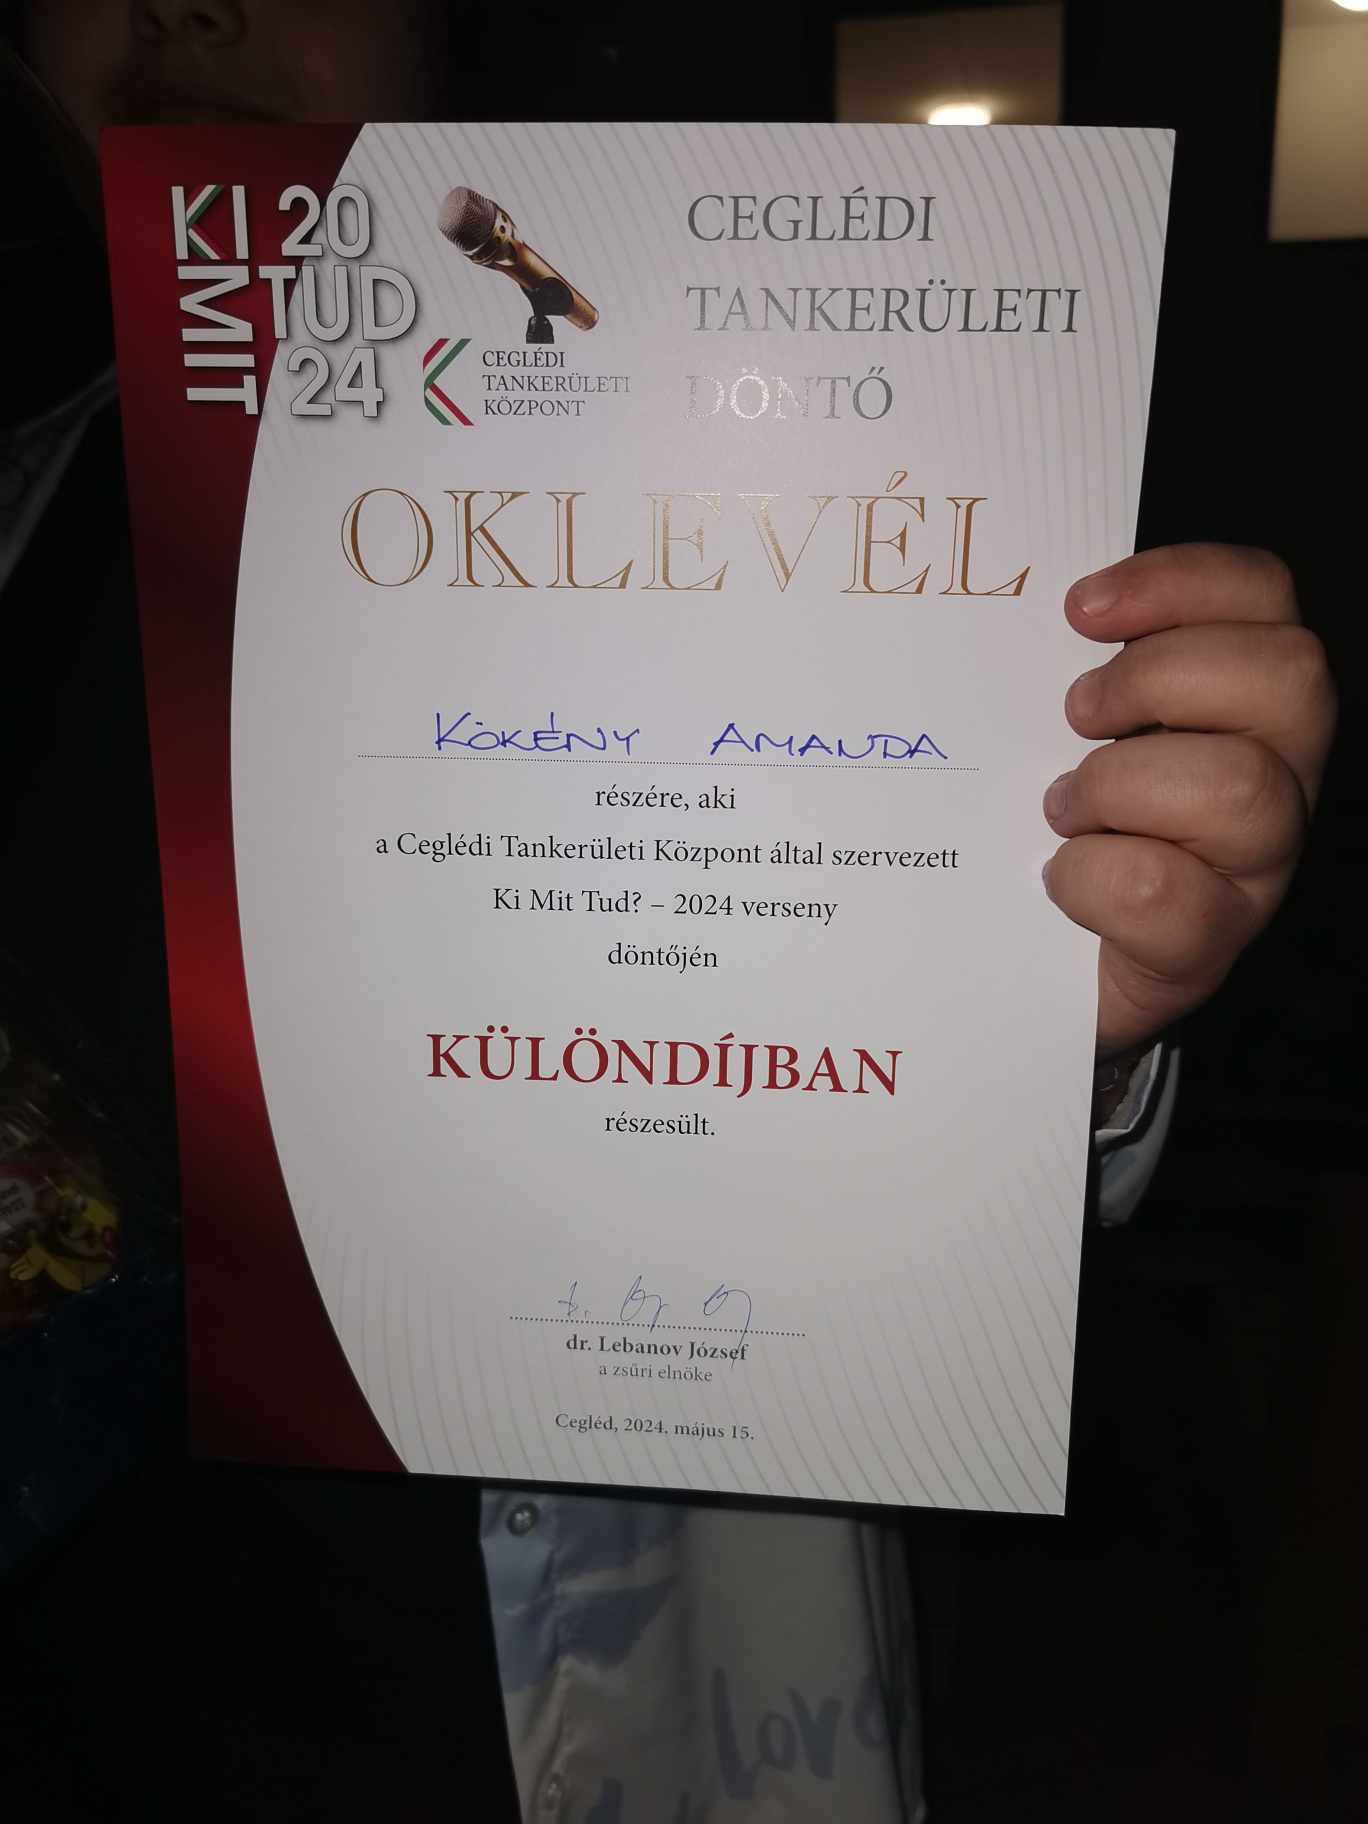 KI 20
MIT TUD
24
CEGLÉDI
TANKERÜLETI
KÖZPONT
CEGLÉDI
TANKERÜLETI
DÖNTŐ
OKLEVÉL
KÖKÉNY AMANDA
részére, aki
a Ceglédi Tankerületi Központ által szervezett
Ki Mit Tud? – 2024 verseny
döntőjén
KÜLÖNDÍJBAN
részesült.
dr. Lebanov József
a zsűri elnöke
Cegléd, 2024. május 15.
love